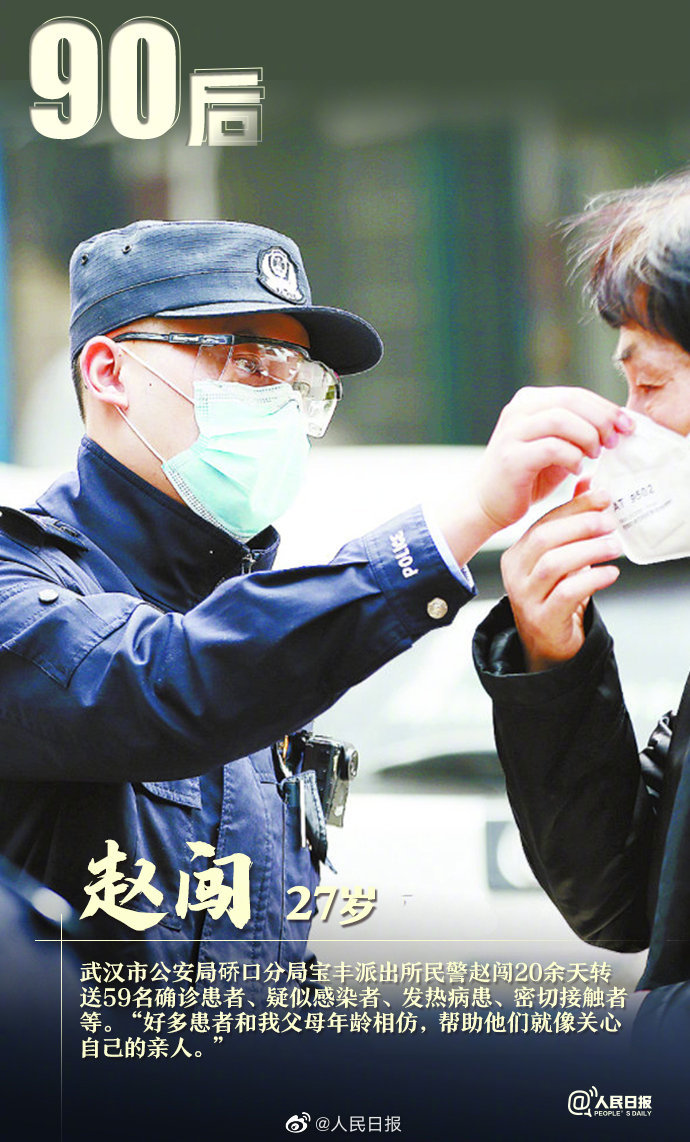 90后
POLICE
AT 9502
赵闯 27岁
武汉市公安局硚口分局宝丰派出所民警赵闯20余天转
送59名确诊患者、疑似感染者、发热病患、密切接触者
等。“好多患者和我父母年龄相仿，帮助他们就像关心
自己的亲人。”
@人民日报
PEOPLE'S DAILY
@人民日报